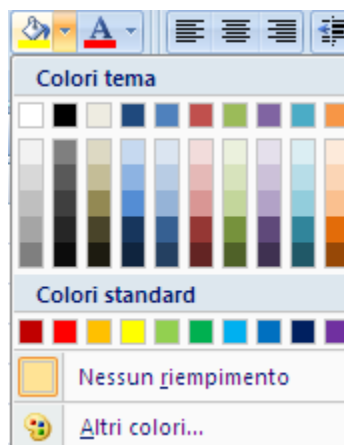 A
Colori tema
Colori standard
Nessun riempimento
Altri colori...